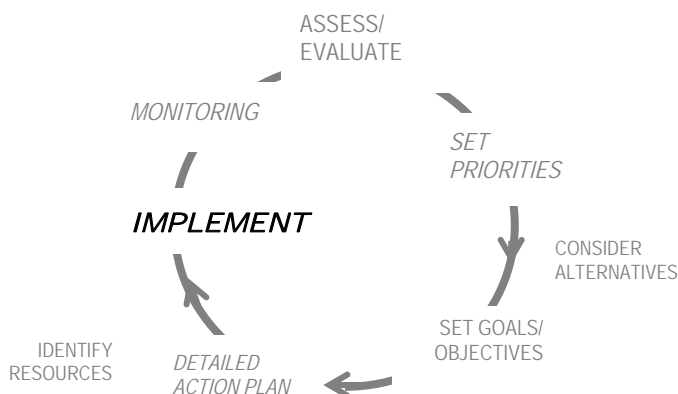 ASSESS/
EVALUATE
MONITORING
SET
PRIORITIES
IMPLEMENT
CONSIDER
ALTERNATIVES
SET GOALS/
OBJECTIVES
IDENTIFY
RESOURCES
DETAILED
ACTION PLAN